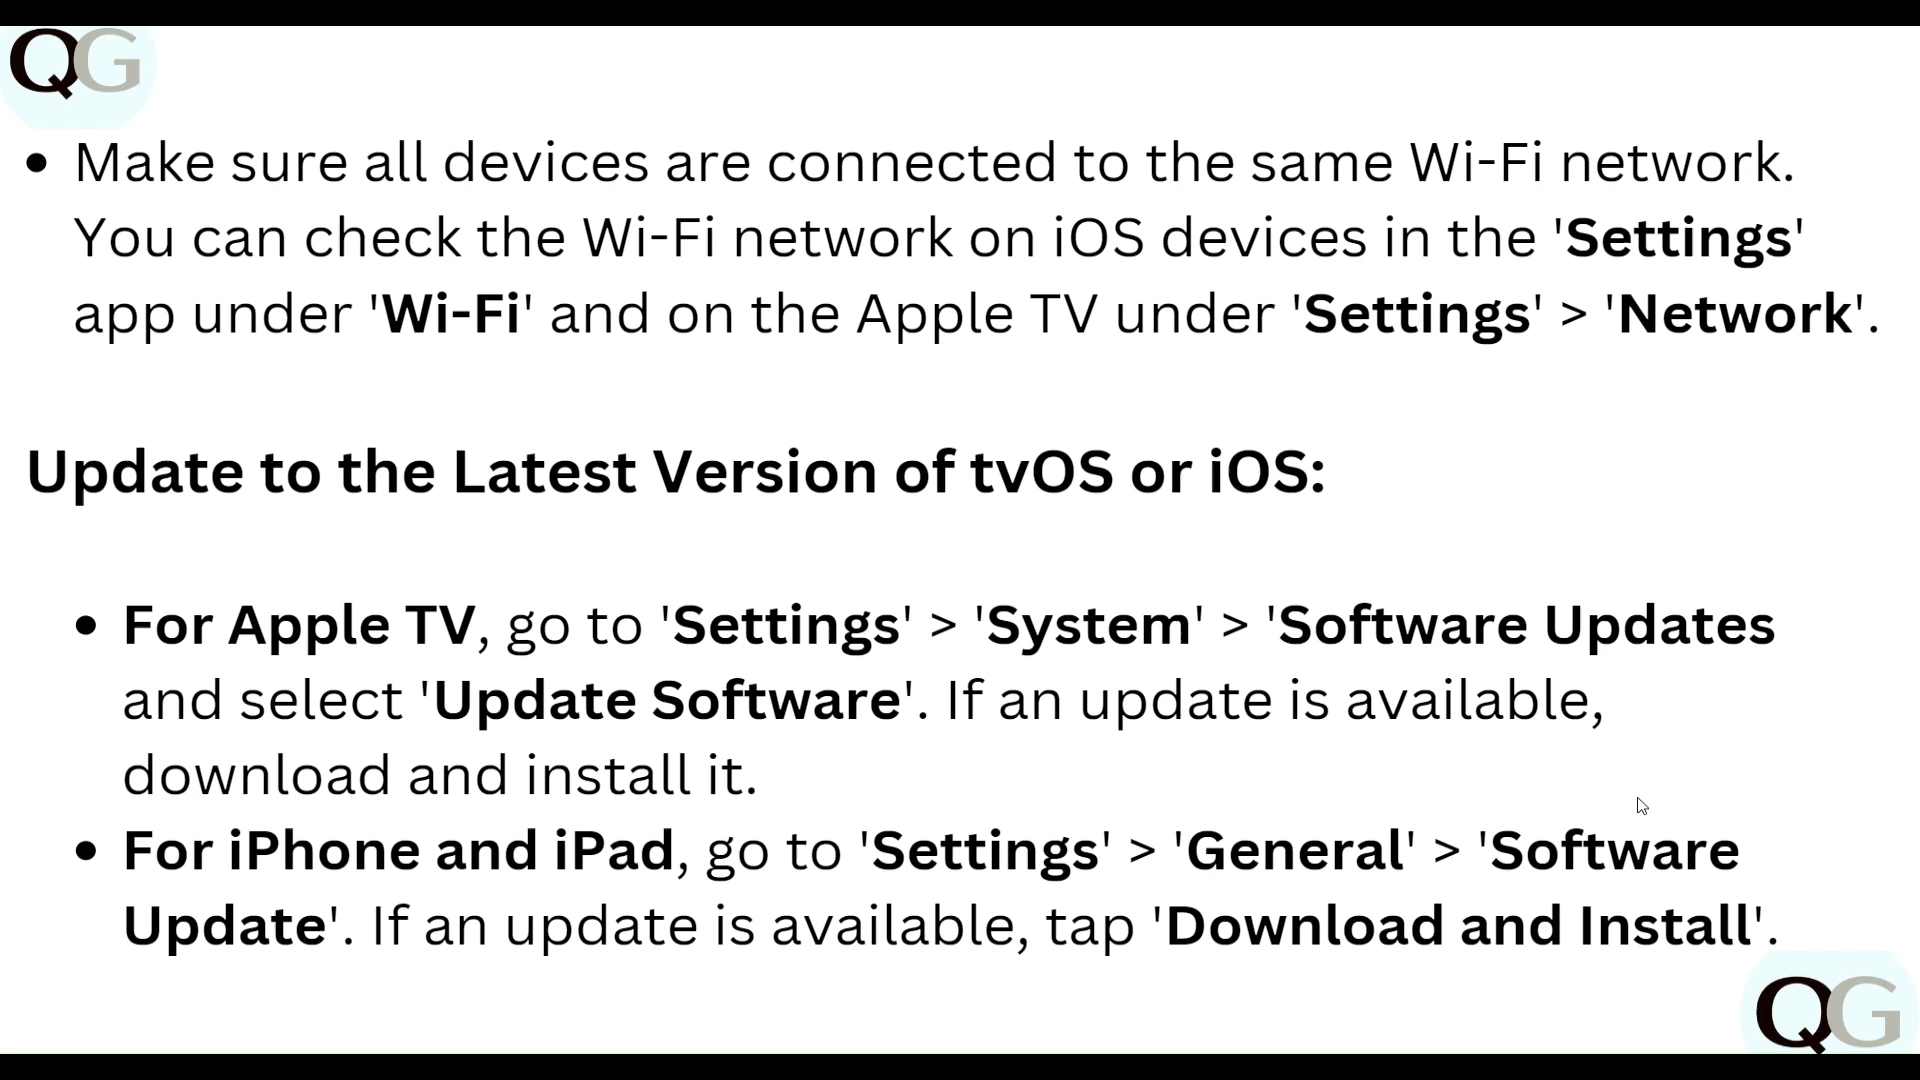 QG
• Make sure all devices are connected to the same Wi-Fi network.
You can check the Wi-Fi network on iOS devices in the 'Settings'
app under 'Wi-Fi' and on the Apple TV under 'Settings' > 'Network'.
Update to the Latest Version of tvOS or iOS:
• For Apple TV, go to 'Settings' > 'System' > 'Software Updates
and select 'Update Software'. If an update is available,
download and install it.
• For iPhone and iPad, go to 'Settings' > 'General' > 'Software
Update'. If an update is available, tap 'Download and Install'.
QG